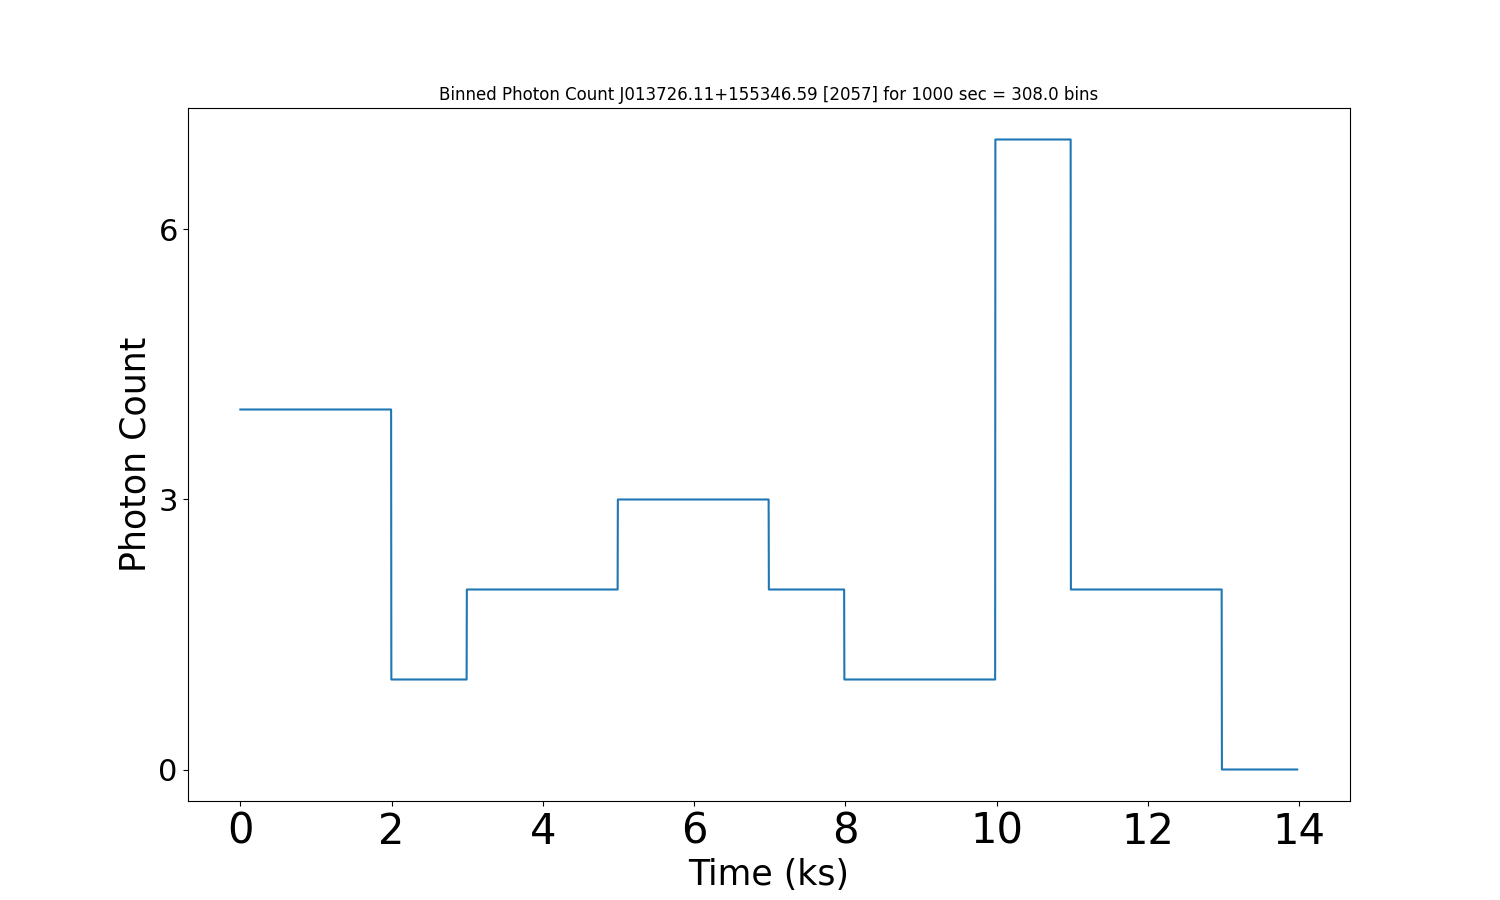 Binned Photon Count J013726.11+155346.59 [2057] for 1000 sec = 308.0 bins
Photon Count
6
3
0
0 2 4 6 8 10 12 14
Time (ks)